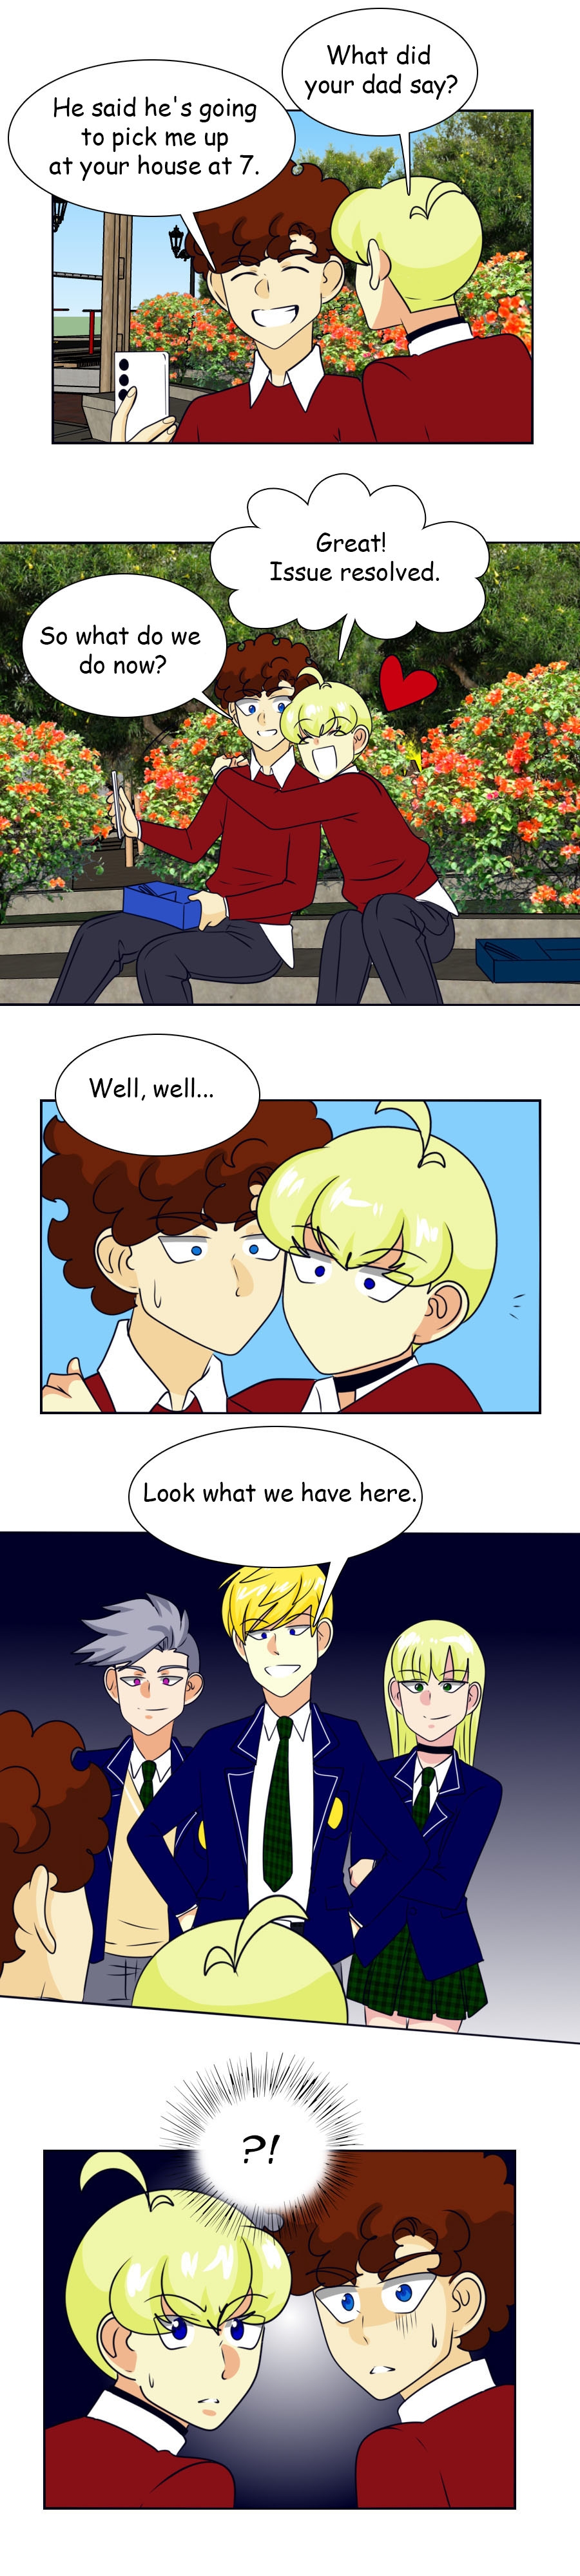 What did
your dad say?
He said he's going
to pick me up
at your house at 7.
Great!
Issue resolved.
So what do we
do now?
Well, well...
Look what we have here.
?!